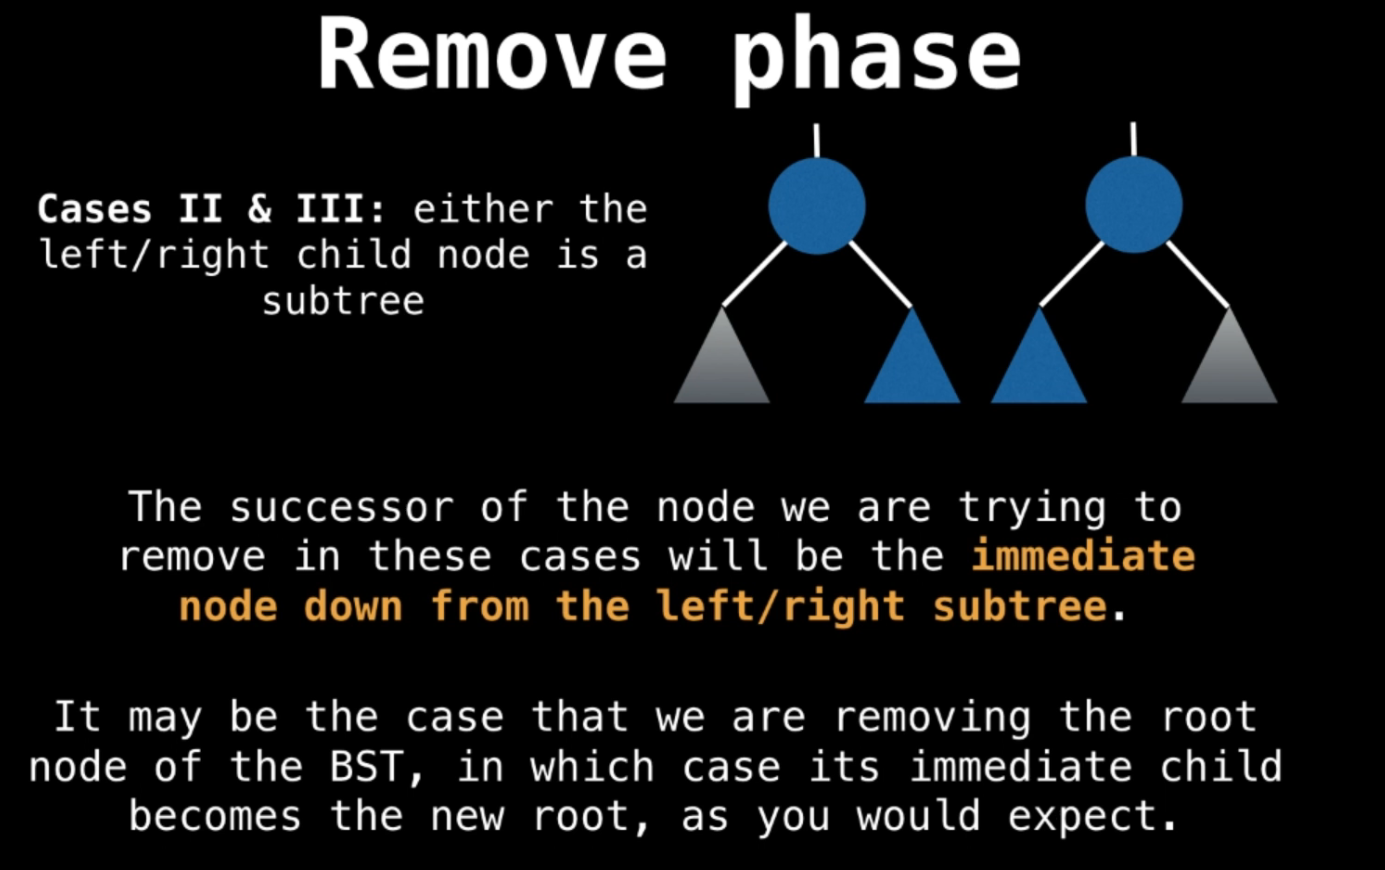 Remove phase
Cases II & III: either the
left/right child node is a
subtree
The successor of the node we are trying to
remove in these cases will be the immediate
node down from the left/right subtree.
It may be the case that we are removing the root
node of the BST, in which case its immediate child
becomes the new root, as you would expect.